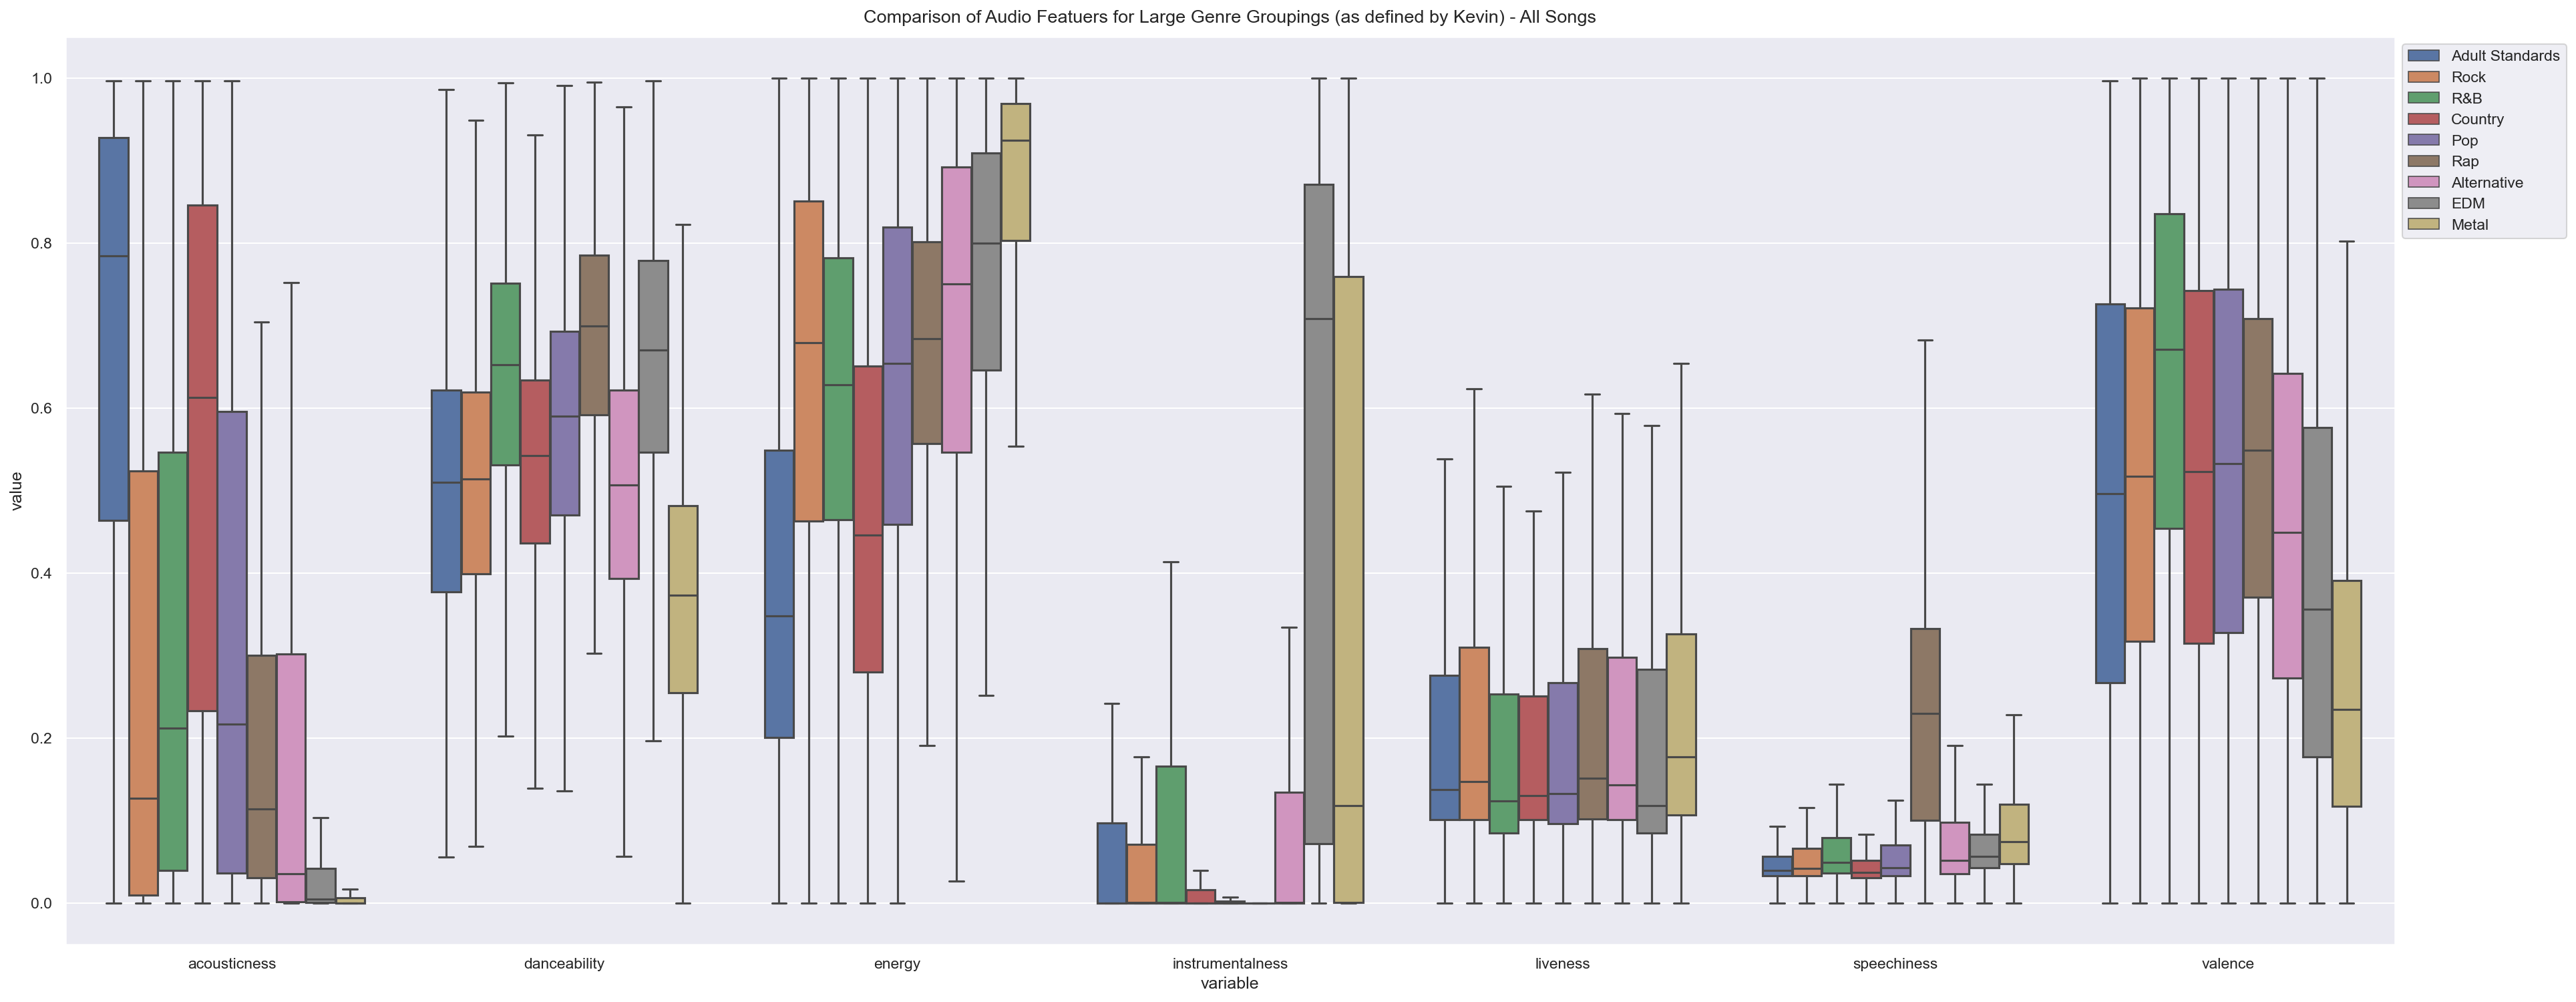 Comparison of Audio Featuers for Large Genre Groupings (as defined by Kevin) - All Songs
Adult Standards
Rock
R&B
Country
Pop
Rap
Alternative
EDM
Metal
value
1.0
0.8
0.6
0.4
0.2
0.0
acousticness danceability energy instrumentalness liveness speechiness valence
variable